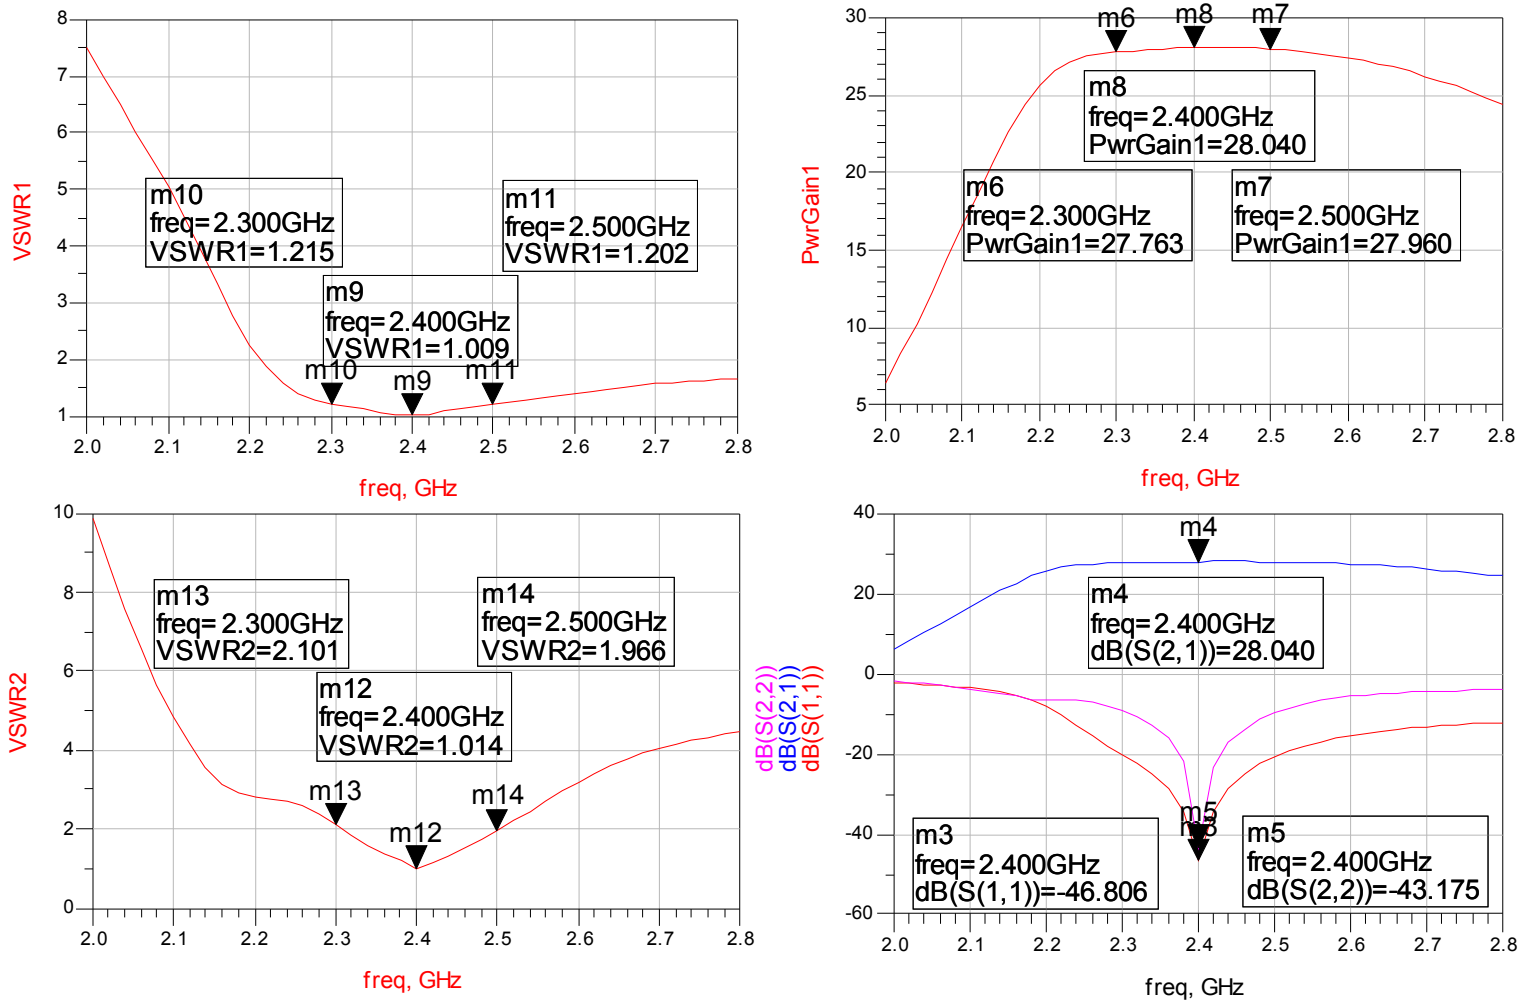 8
7
6
5
4
3
2
1
VSWR1
m10
freq=2.300GHz
VSWR1=1.215
m11
freq=2.500GHz
VSWR1=1.202
m9
freq=2.400GHz
VSWR1=1.009
m10
m9
m11
2.0 2.1 2.2 2.3 2.4 2.5 2.6 2.7 2.8
freq, GHz
30
25
20
15
10
5
PwrGain1
m6
m8
m7
m8
freq=2.400GHz
PwrGain1=28.040
m6
freq=2.300GHz
PwrGain1=27.763
m7
freq=2.500GHz
PwrGain1=27.960
2.0 2.1 2.2 2.3 2.4 2.5 2.6 2.7 2.8
freq, GHz
10
8
6
4
2
0
VSWR2
m13
freq=2.300GHz
VSWR2=2.101
m14
freq=2.500GHz
VSWR2=1.966
m12
freq=2.400GHz
VSWR2=1.014
m13
m12
m14
2.0 2.1 2.2 2.3 2.4 2.5 2.6 2.7 2.8
freq, GHz
40
20
0
-20
-40
-60
dB(S(2,2))
dB(S(2,1))
dB(S(1,1))
m4
m4
freq=2.400GHz
dB(S(2,1))=28.040
m5
m3
freq=2.400GHz
dB(S(1,1))=-46.806
m5
freq=2.400GHz
dB(S(2,2))=-43.175
2.0 2.1 2.2 2.3 2.4 2.5 2.6 2.7 2.8
freq, GHz